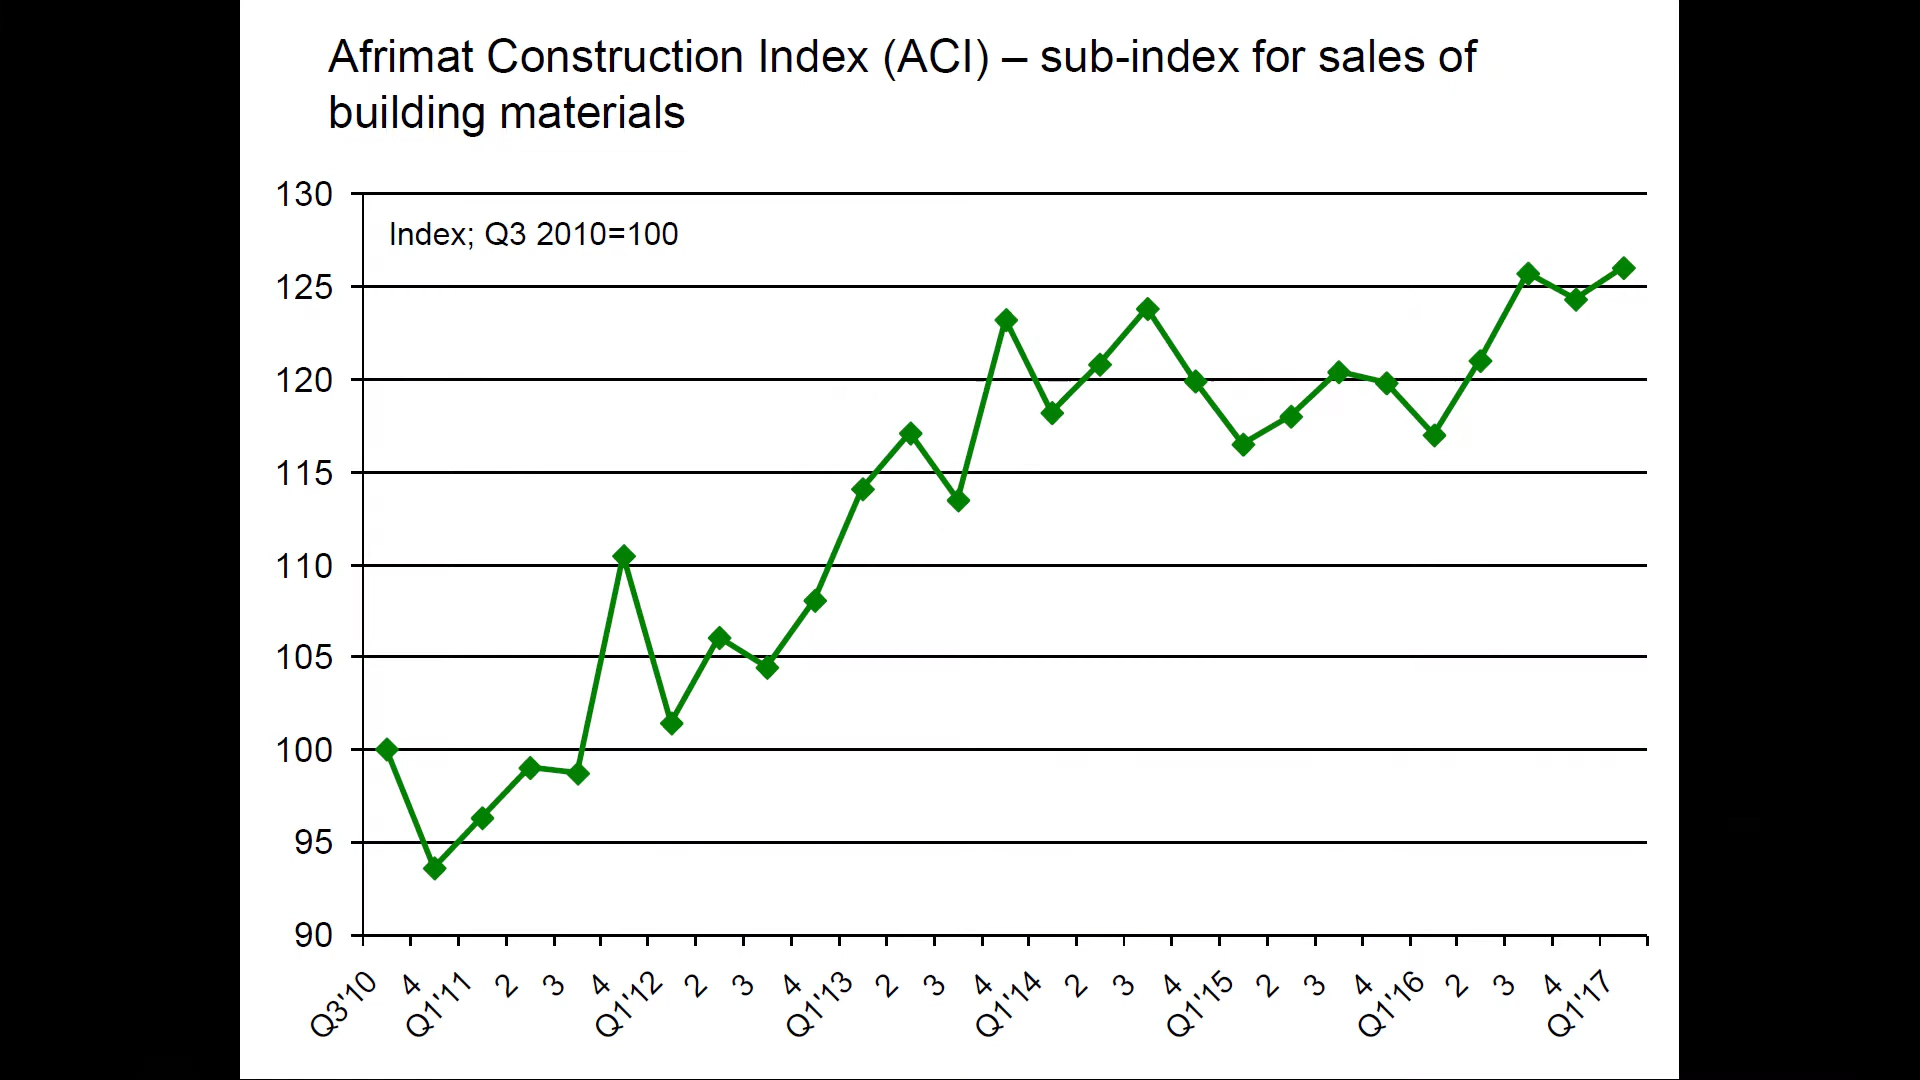 Afrimat Construction Index (ACI) – sub-index for sales of
building materials
130
Index; Q3 2010=100
125
120
115
110
105
100
95
90
Q3'10 4 Q1'11 2 3 4 Q1'12 2 3 4 Q1'13 2 3 4 Q1'14 2 3 4 Q1'15 2 3 4 Q1'16 2 3 4 Q1'17